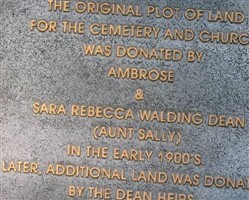 THE ORIGINAL PLOT OF LAND
FOR THE CEMETERY AND CHURC
WAS DONATED BY
AMBROSE
&
SARA REBECCA WALDING DEAN
(AUNT SALLY)
IN THE EARLY 1900'S.
LATER, ADDITIONAL LAND WAS DONA
BY THE DEAN HEIRS